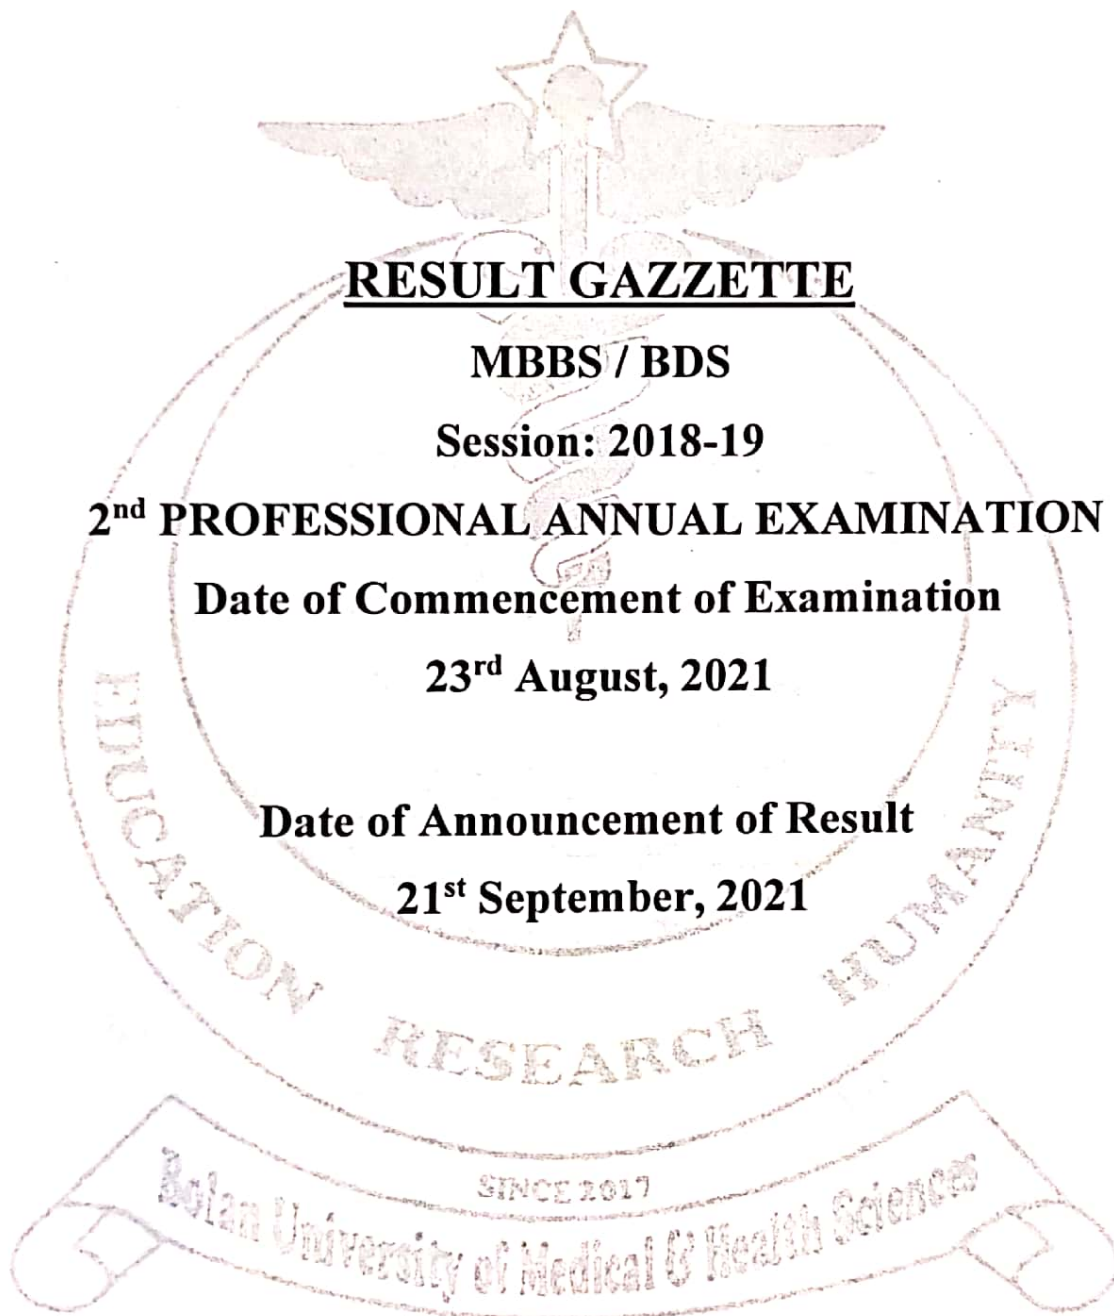 RESULT GAZZETTE
MBBS / BDS
Session: 2018-19
2nd PROFESSIONAL ANNUAL EXAMINATION
Date of Commencement of Examination
23rd August, 2021
Date of Announcement of Result
21st September, 2021
EDUCATION RESEARCH HUMANITY
SINCE 2017
Bolan University of Medical & Health Sciences